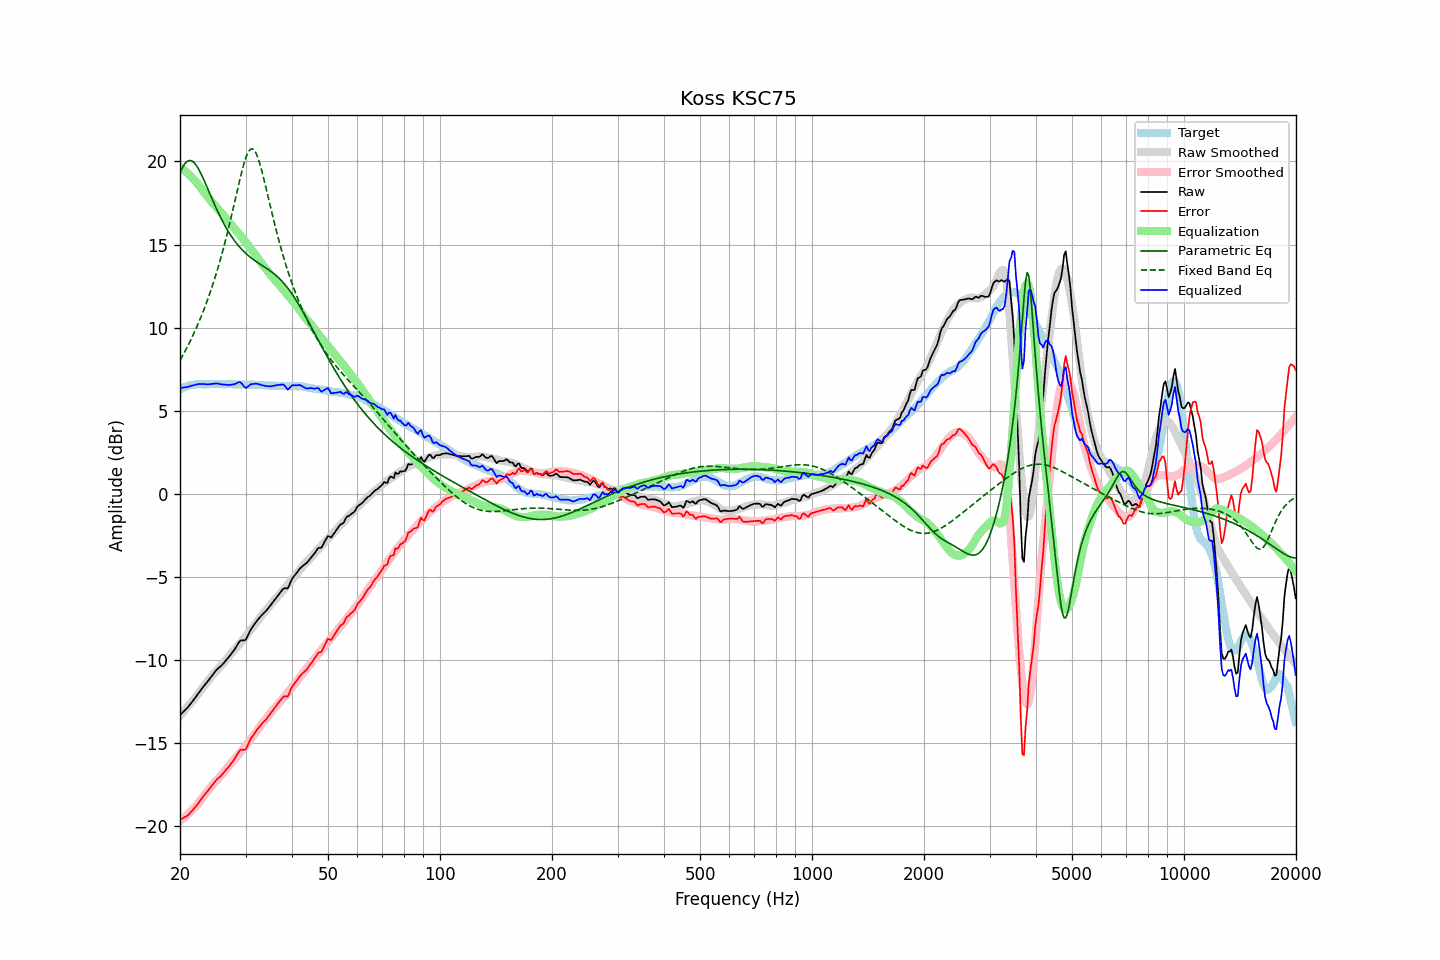 Koss KSC75
Amplitude (dBr)
20
15
10
5
0
−5
−10
−15
−20
Target
Raw Smoothed
Error Smoothed
Raw
Error
Equalization
Parametric Eq
Fixed Band Eq
Equalized
20 50 100 200 500 1000 2000 5000 10000 20000
Frequency (Hz)